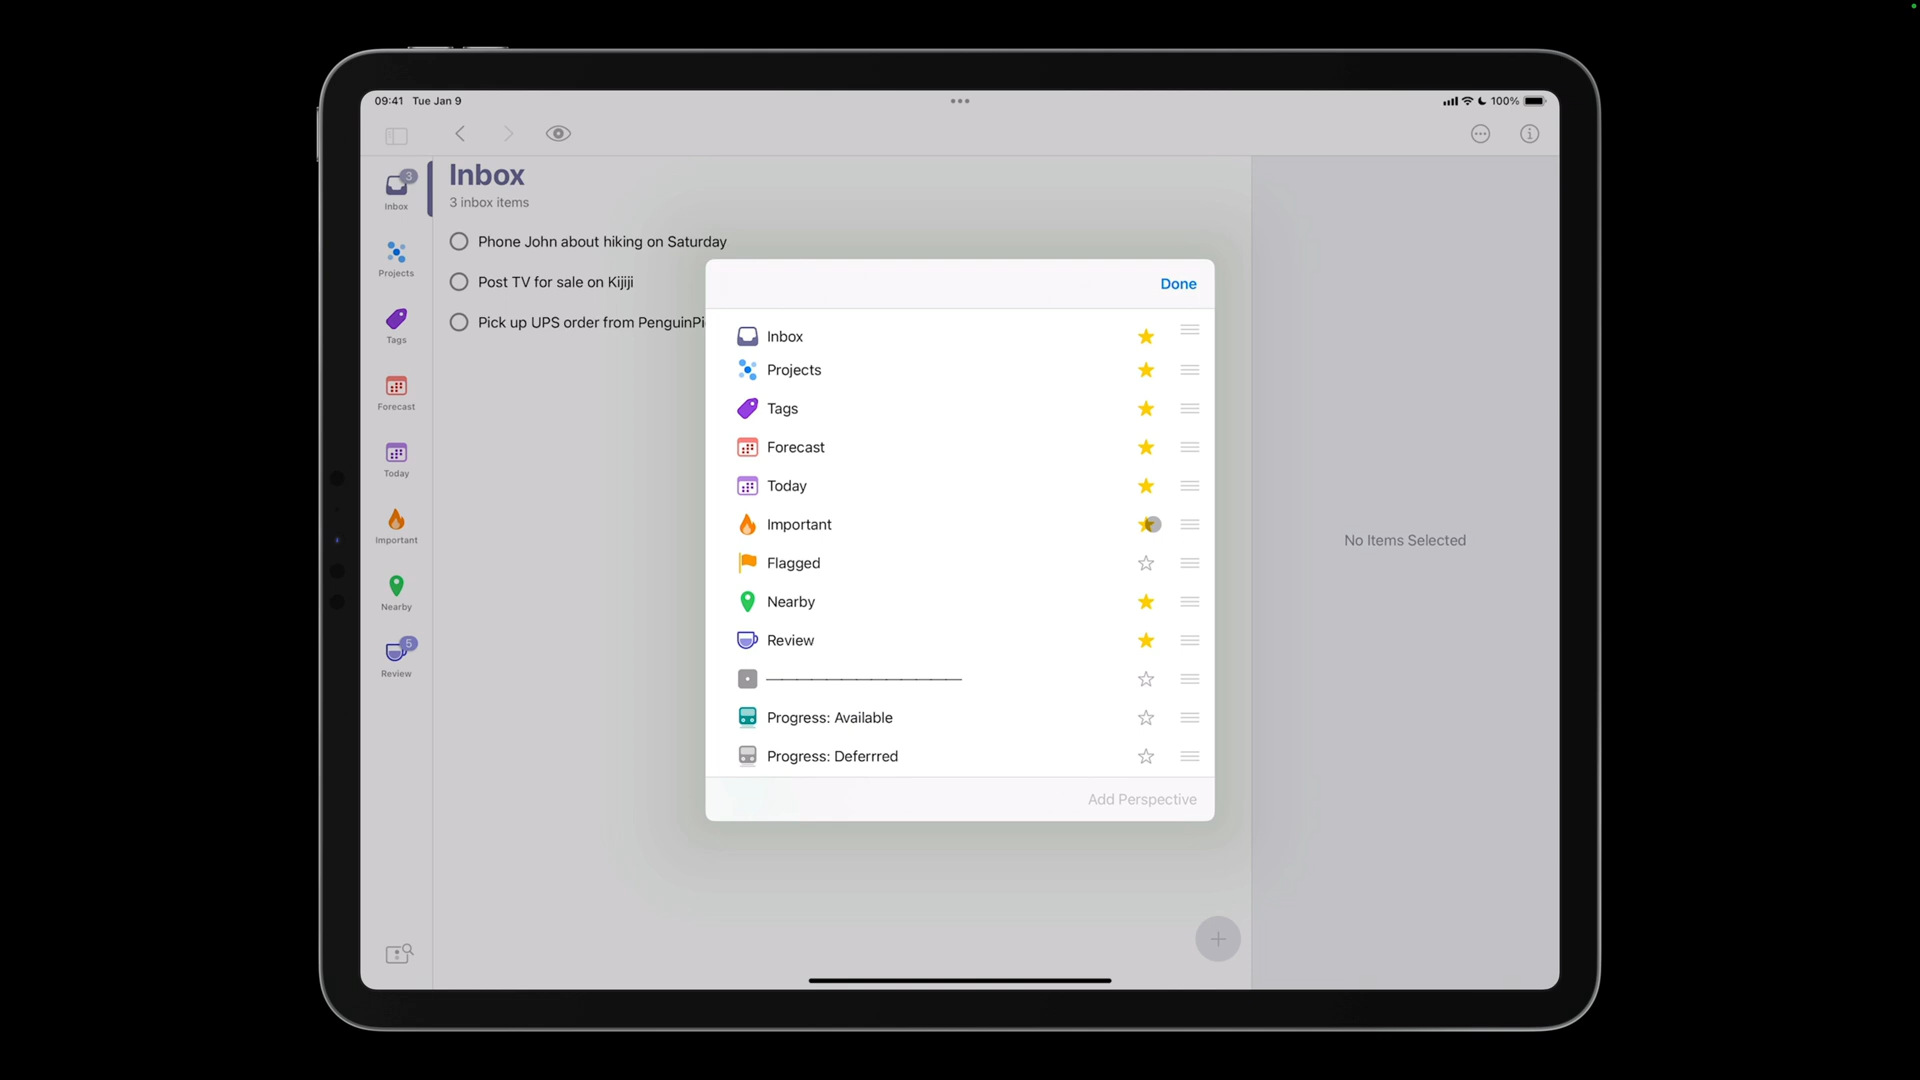 09:41 Tue Jan 9
100%
3
Inbox
Projects
Tags
Forecast
Today
Important
Nearby
5
Review
Inbox
3 inbox items
Phone John about hiking on Saturday
Post TV for sale on Kijiji
Pick up UPS order from PenguinPi
Done
Inbox
Projects
Tags
Forecast
Today
Important
Flagged
Nearby
Review
Progress: Available
Progress: Deferrred
Add Perspective
No Items Selected